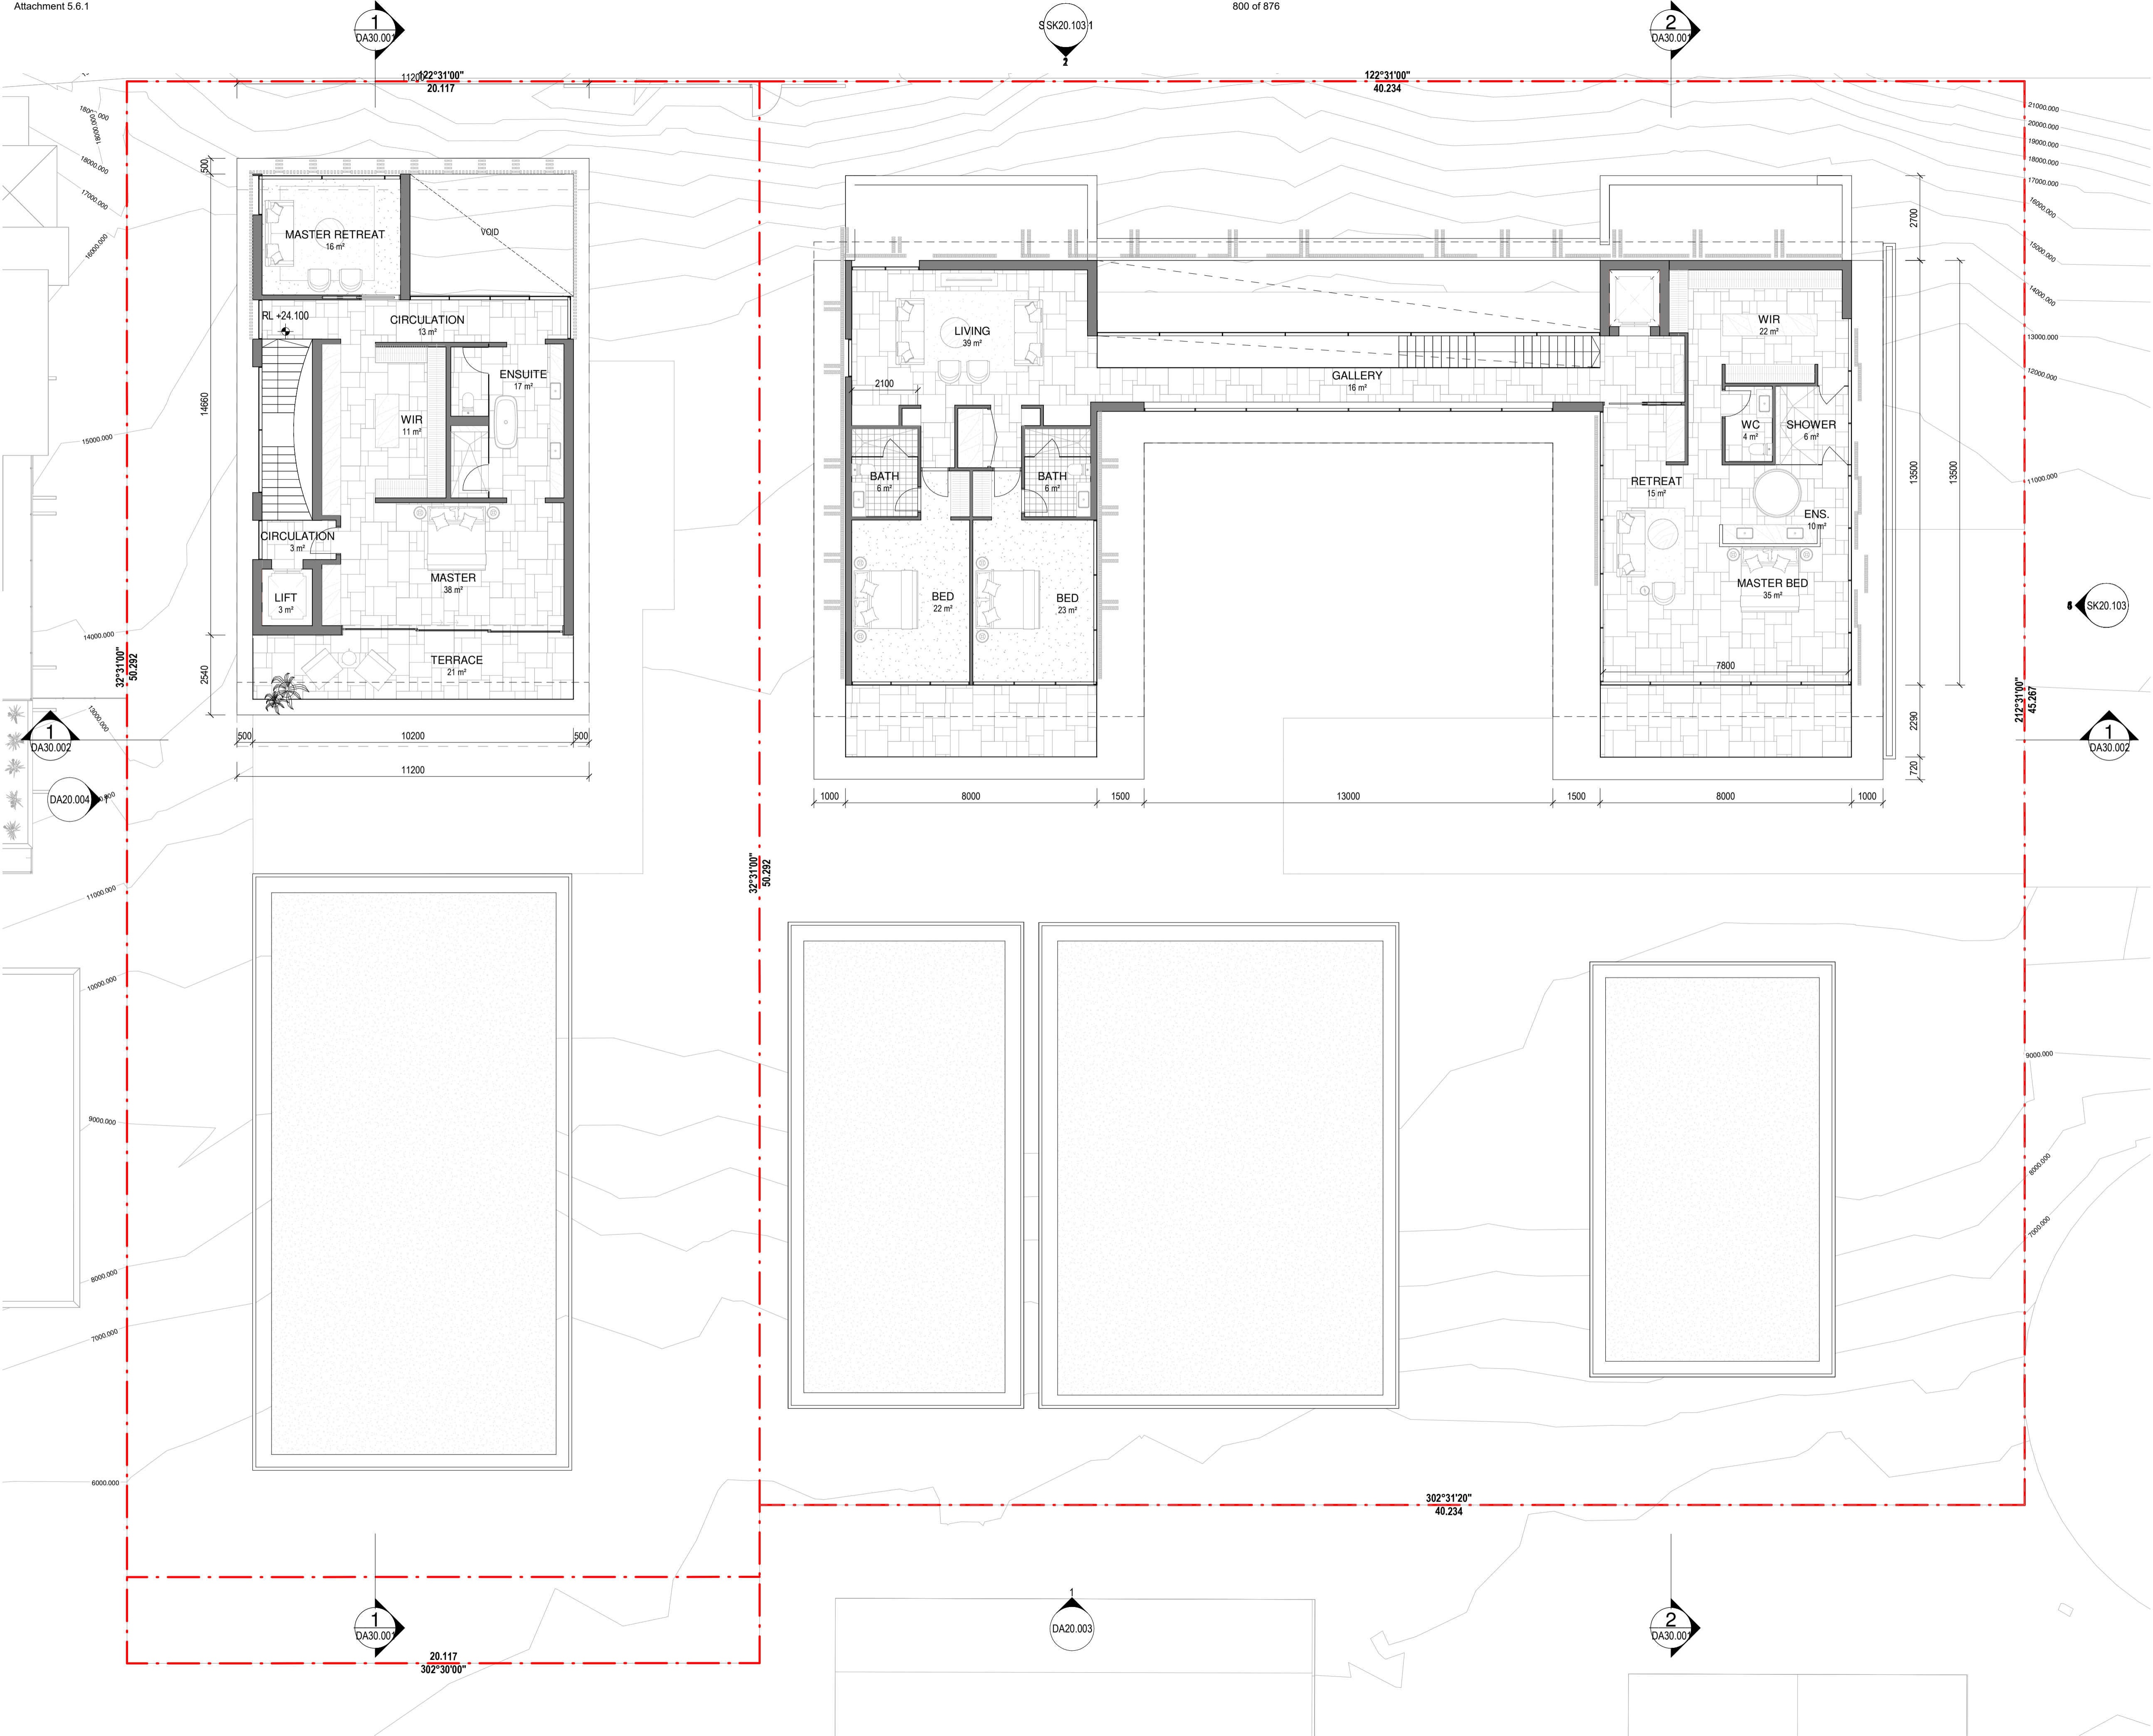 Attachment 5.6.1
800 of 876
1
DA30.001
SK20.103
1
2
DA30.001
11200
122°31'00"
20.117
122°31'00"
40.234
18000.000
18000.000
17000.000
16000.000
15000.000
14000.000
13000.000
11000.000
10000.000
9000.000
8000.000
7000.000
6000.000
21000.000
20000.000
19000.000
18000.000
17000.000
16000.000
15000.000
14000.000
13000.000
12000.000
11000.000
9000.000
8000.000
7000.000
500
14660
2540
MASTER RETREAT
16 m²
VOID
RL +24.100
CIRCULATION
13 m²
ENSUITE
17 m²
WIR
11 m²
CIRCULATION
3 m²
LIFT
3 m²
MASTER
38 m²
TERRACE
21 m²
500
10200
500
11200
32°31'00"
50.292
1
DA30.002
DA20.004
1
LIVING
39 m²
2100
GALLERY
16 m²
BATH
6 m²
BATH
6 m²
BED
22 m²
BED
23 m²
WIR
22 m²
WC
4 m²
SHOWER
6 m²
RETREAT
15 m²
ENS.
10 m²
MASTER BED
35 m²
7800
2700
13500
13500
2290
720
1000
8000
1500
13000
1500
8000
1000
SK20.103
212°31'00"
45.267
1
DA30.002
32°31'00"
50.292
302°31'20"
40.234
1
DA30.001
1
DA20.003
2
DA30.001
20.117
302°30'00"